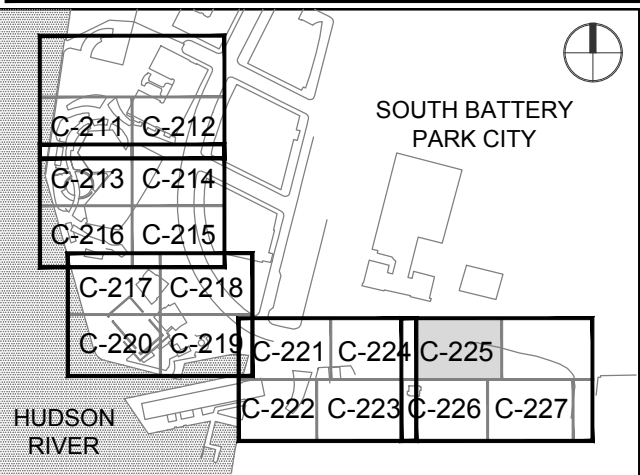 SOUTH BATTERY
PARK CITY
C-211 C-212
C-213 C-214
C-216 C-215
C-217 C-218
C-220 C-219
C-221 C-224 C-225
C-222 C-223 C-226 C-227
HUDSON
RIVER